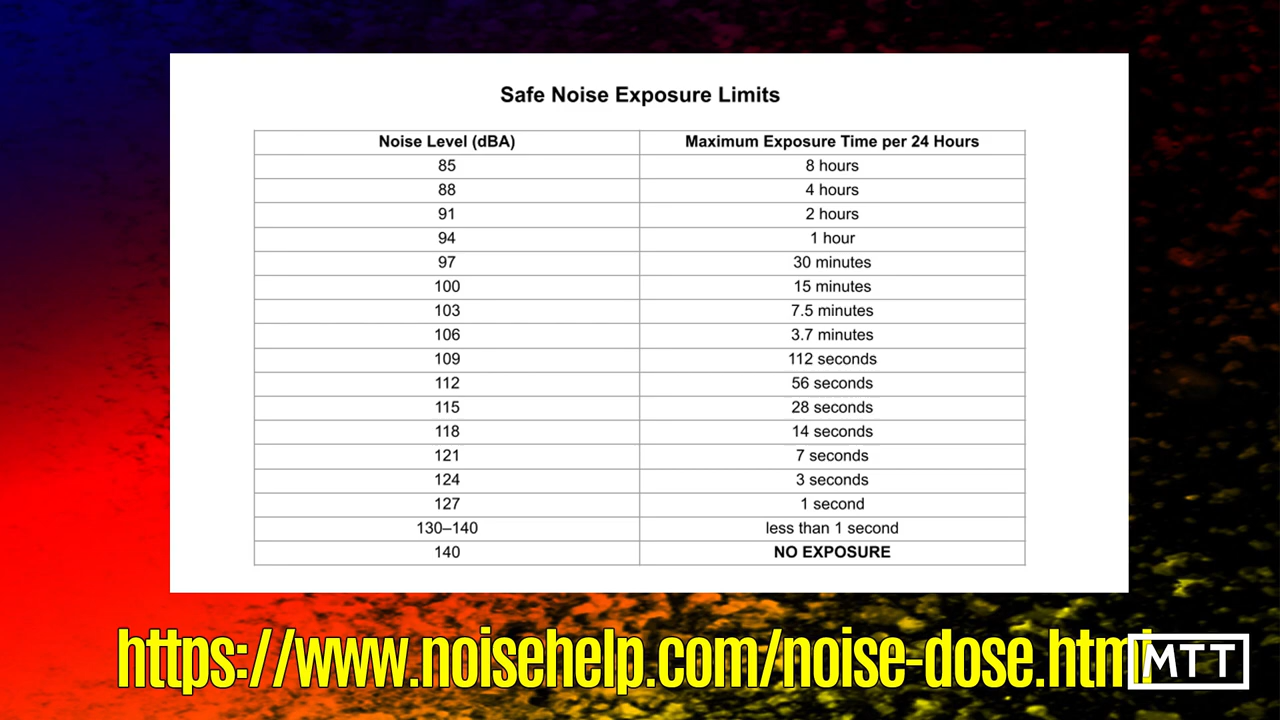 Safe Noise Exposure Limits
Noise Level (dBA) Maximum Exposure Time per 24 Hours
85 8 hours
88 4 hours
91 2 hours
94 1 hour
97 30 minutes
100 15 minutes
103 7.5 minutes
106 3.7 minutes
109 112 seconds
112 56 seconds
115 28 seconds
118 14 seconds
121 7 seconds
124 3 seconds
127 1 second
130–140 less than 1 second
140 NO EXPOSURE
https://www.noisehelp.com/noise-dose.html
MTT